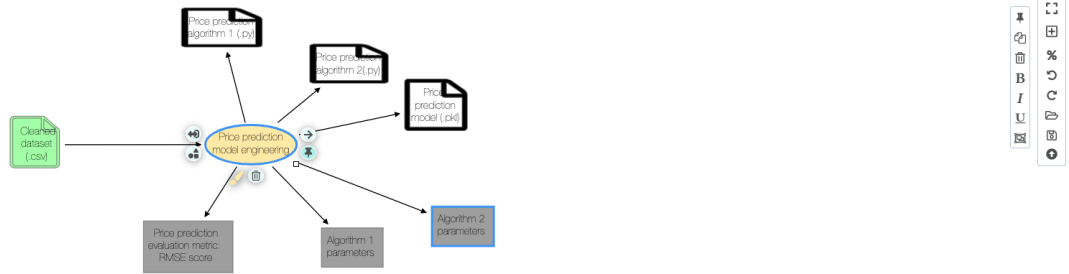 Price prediction
algorithm 1 (.py)
Price prediction
algorithm 2(.py)
Price
prediction
model (.pkl)
Cleaned
dataset
(.csv)
Price prediction
model engineering
Price prediction
evaluation metric:
RMSE score
Algorithm 1
parameters
Algorithm 2
parameters
B
I
U
%